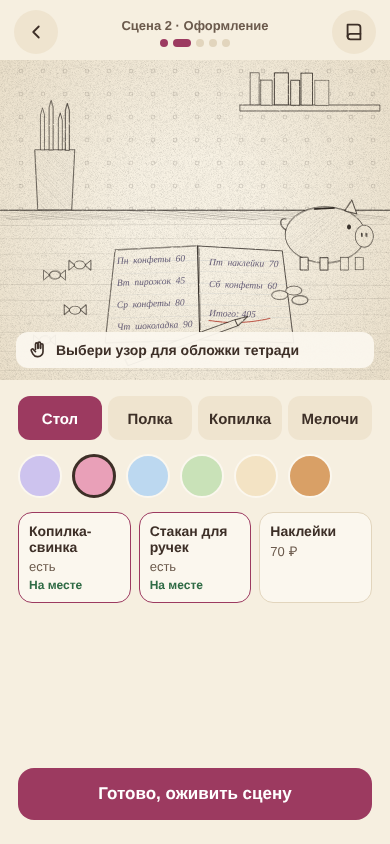 Сцена 2 · Оформление
Пн конфеты 60
Вт пирожок 45
Ср конфеты 80
Чт шоколадка 90
Пт наклейки 70
Сб конфеты 60
Итого: 405
Выбери узор для обложки тетради
Стол
Полка
Копилка
Мелочи
Копилка-
свинка
есть
На месте
Стакан для
ручек
есть
На месте
Наклейки
70 ₽
Готово, оживить сцену